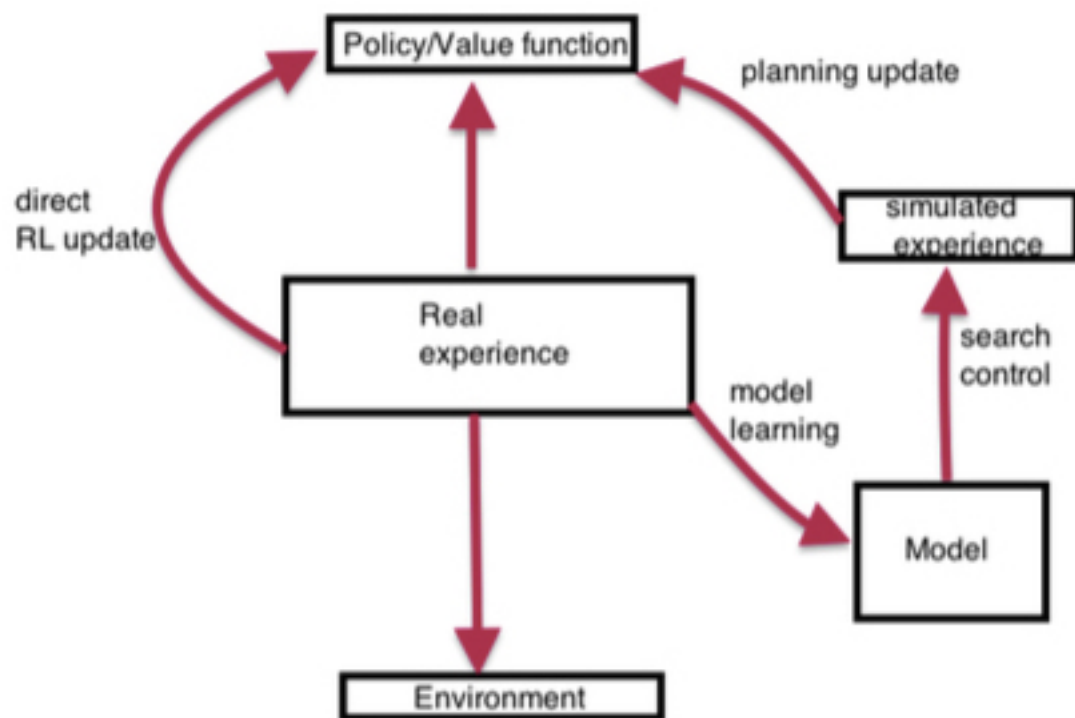 Policy/Value function
planning update
direct
RL update
simulated
experience
Real
experience
search
control
model
learning
Model
Environment